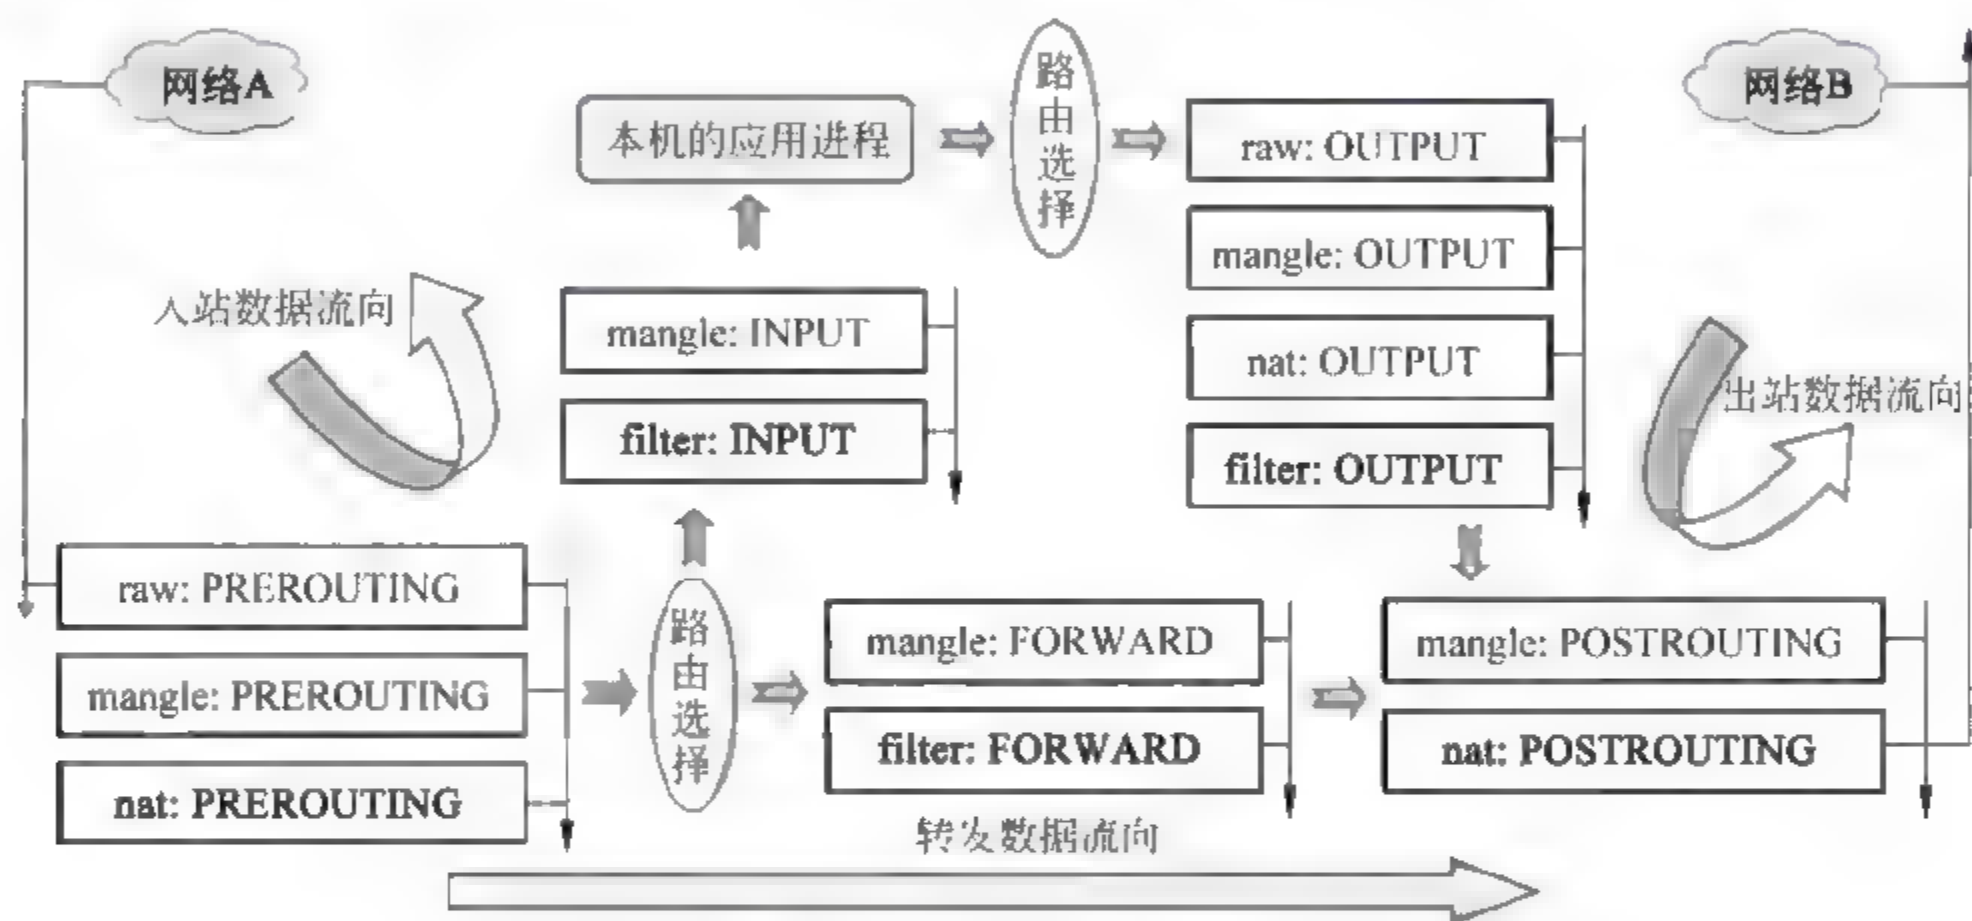 网络A
网络B
本机的应用进程
路由选择
raw: OUTPUT
mangle: OUTPUT
nat: OUTPUT
filter: OUTPUT
入站数据流向
mangle: INPUT
filter: INPUT
出站数据流向
raw: PREROUTING
mangle: PREROUTING
nat: PREROUTING
路由选择
mangle: FORWARD
filter: FORWARD
mangle: POSTROUTING
nat: POSTROUTING
转发数据流向